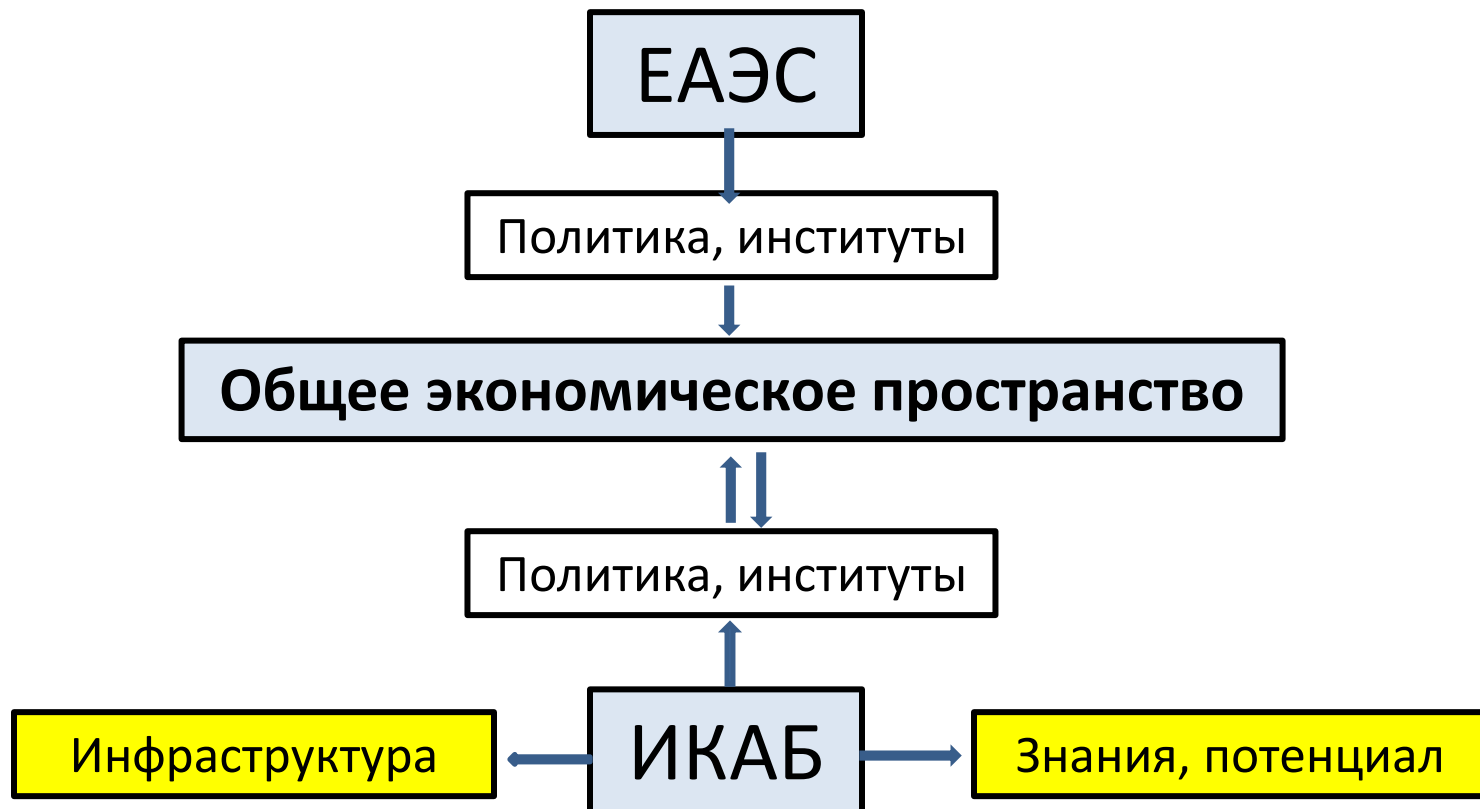 ЕАЭС
Политика, институты
Общее экономическое пространство
Политика, институты
Инфраструктура
ИКАБ
Знания, потенциал